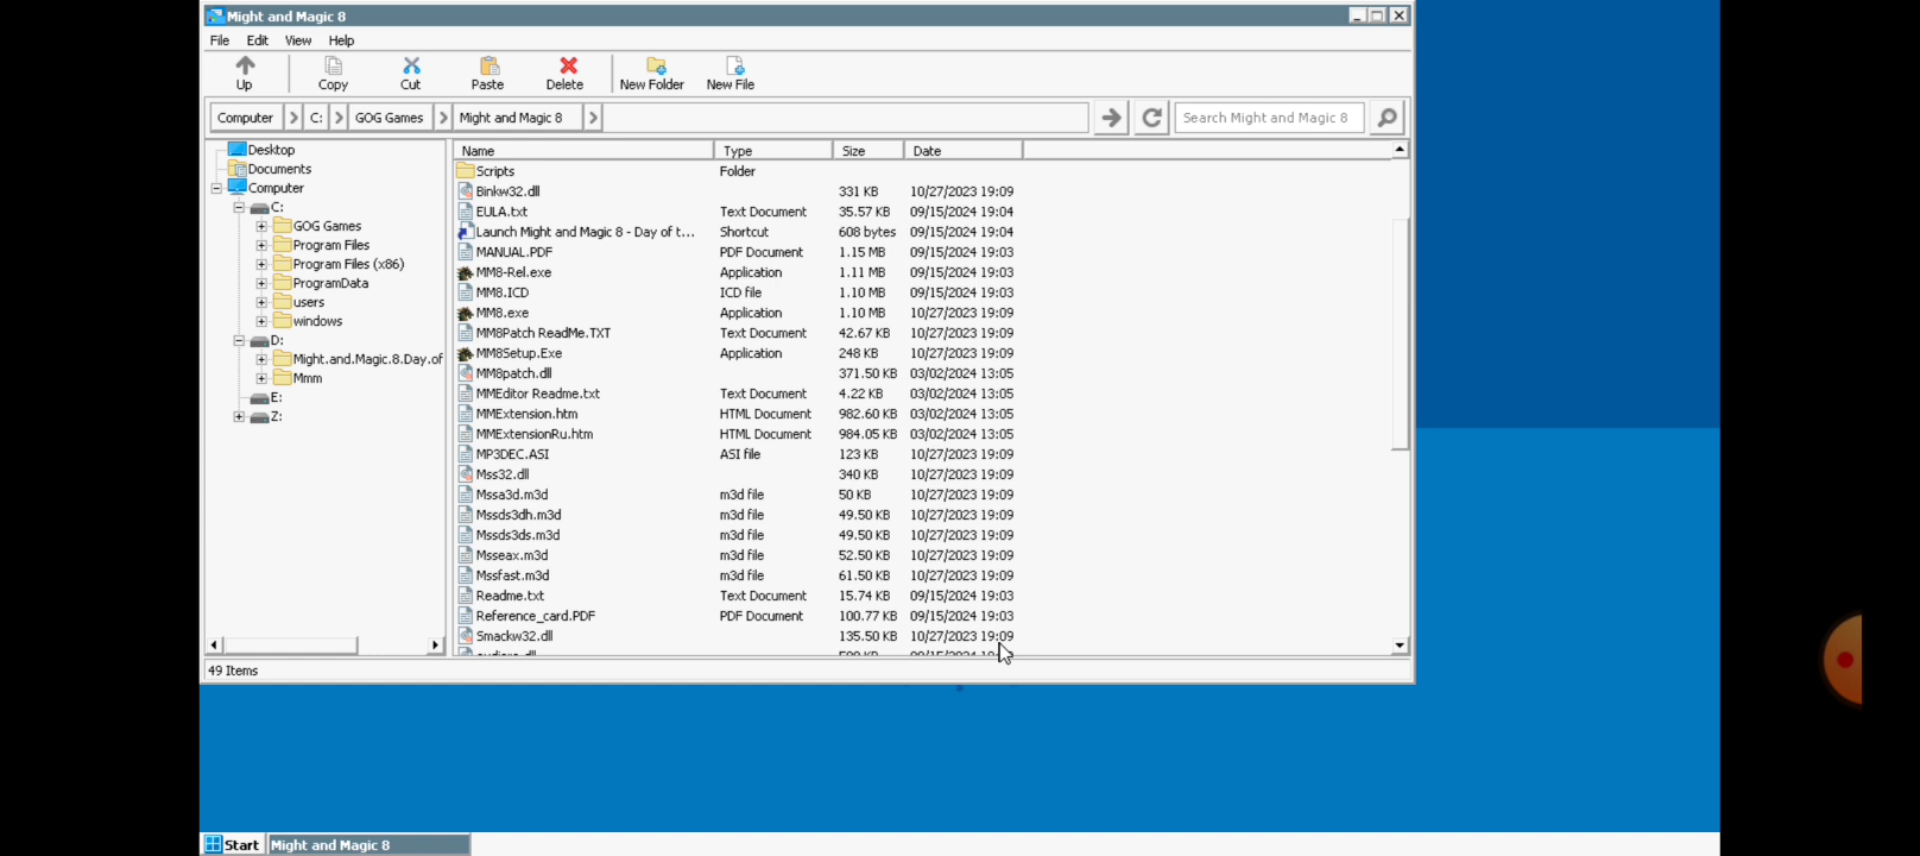 Might and Magic 8
File Edit View Help
Up Copy Cut Paste Delete New Folder New File
Computer > C: > GOG Games > Might and Magic 8 > Search Might and Magic 8
Desktop
Documents
Computer
C:
GOG Games
Program Files
Program Files (x86)
ProgramData
users
windows
D:
Might.and.Magic.8.Day.of
Mmm
E:
Z:
Name Type Size Date
Scripts Folder
Binkw32.dll 331 KB 10/27/2023 19:09
EULA.txt Text Document 35.57 KB 09/15/2024 19:04
Launch Might and Magic 8 - Day of t... Shortcut 608 bytes 09/15/2024 19:04
MANUAL.PDF PDF Document 1.15 MB 09/15/2024 19:03
MM8-Rel.exe Application 1.11 MB 09/15/2024 19:03
MM8.ICD ICD file 1.10 MB 09/15/2024 19:03
MM8.exe Application 1.10 MB 10/27/2023 19:09
MM8Patch ReadMe.TXT Text Document 42.67 KB 10/27/2023 19:09
MM8Setup.Exe Application 248 KB 10/27/2023 19:09
MM8patch.dll 371.50 KB 03/02/2024 13:05
MMEditor Readme.txt Text Document 4.22 KB 03/02/2024 13:05
MMExtension.htm HTML Document 982.60 KB 03/02/2024 13:05
MMExtensionRu.htm HTML Document 984.05 KB 03/02/2024 13:05
MP3DEC.ASI ASI file 123 KB 10/27/2023 19:09
Mss32.dll 340 KB 10/27/2023 19:09
Mssa3d.m3d m3d file 50 KB 10/27/2023 19:09
Mssds3dh.m3d m3d file 49.50 KB 10/27/2023 19:09
Mssds3ds.m3d m3d file 49.50 KB 10/27/2023 19:09
Msseax.m3d m3d file 52.50 KB 10/27/2023 19:09
Mssfast.m3d m3d file 61.50 KB 10/27/2023 19:09
Readme.txt Text Document 15.74 KB 09/15/2024 19:03
Reference_card.PDF PDF Document 100.77 KB 09/15/2024 19:03
Smackw32.dll 135.50 KB 10/27/2023 19:09
49 Items
Start Might and Magic 8